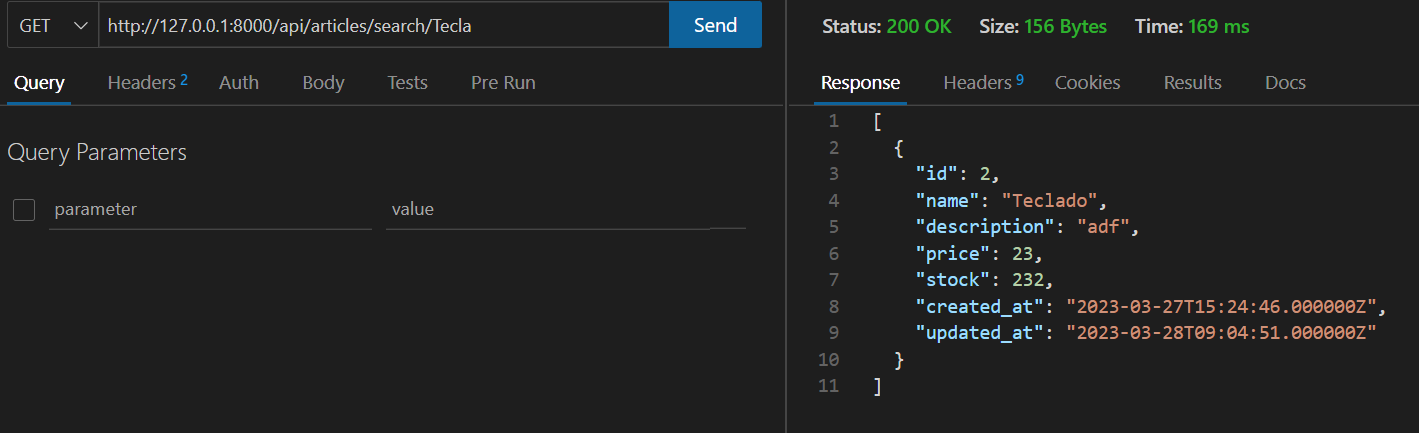 GET http://127.0.0.1:8000/api/articles/search/Tecla Send
Query Headers 2 Auth Body Tests Pre Run
Query Parameters
parameter value
Status: 200 OK Size: 156 Bytes Time: 169 ms
Response Headers 9 Cookies Results Docs
1 [
2 {
3 "id": 2,
4 "name": "Teclado",
5 "description": "adf",
6 "price": 23,
7 "stock": 232,
8 "created_at": "2023-03-27T15:24:46.000000Z",
9 "updated_at": "2023-03-28T09:04:51.000000Z"
10 }
11 ]